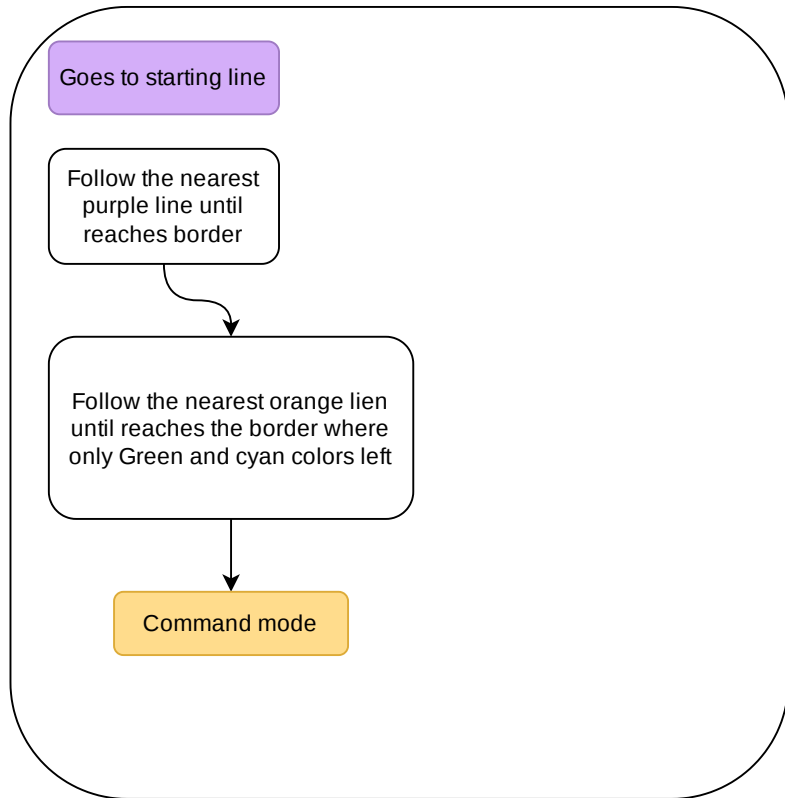 Goes to starting line
Follow the nearest
purple line until
reaches border
Follow the nearest orange lien
until reaches the border where
only Green and cyan colors left
Command mode